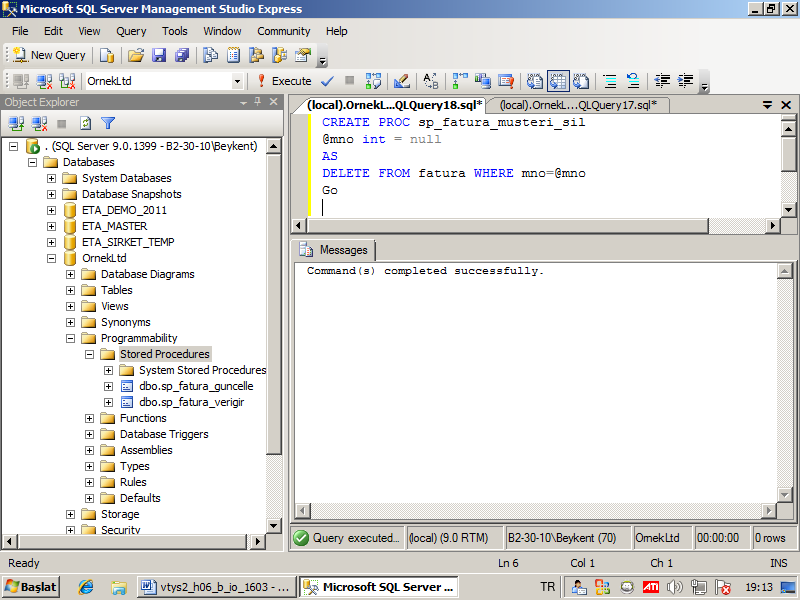 Microsoft SQL Server Management Studio Express
File Edit View Query Tools Window Community Help
New Query
OrnekLtd Execute
Object Explorer
(local).OrnekL...QLQuery18.sql* (local).OrnekL...QLQuery17.sql*
. (SQL Server 9.0.1399 - B2-30-10\Beykent)
Databases
System Databases
Database Snapshots
ETA_DEMO_2011
ETA_MASTER
ETA_SIRKET_TEMP
OrnekLtd
Database Diagrams
Tables
Views
Synonyms
Programmability
Stored Procedures
System Stored Procedures
dbo.sp_fatura_guncelle
dbo.sp_fatura_verigir
Functions
Database Triggers
Assemblies
Types
Rules
Defaults
Storage
Security
CREATE PROC sp_fatura_musteri_sil
@mno int = null
AS
DELETE FROM fatura WHERE mno=@mno
Go
Messages
Command(s) completed successfully.
Query executed... (local) (9.0 RTM) B2-30-10\Beykent (70) OrnekLtd 00:00:00 0 rows
Ready Ln 6 Col 1 Ch 1 INS
Başlat vtys2_h06_b_io_1603 - ... Microsoft SQL Server ... TR ATI 19:13